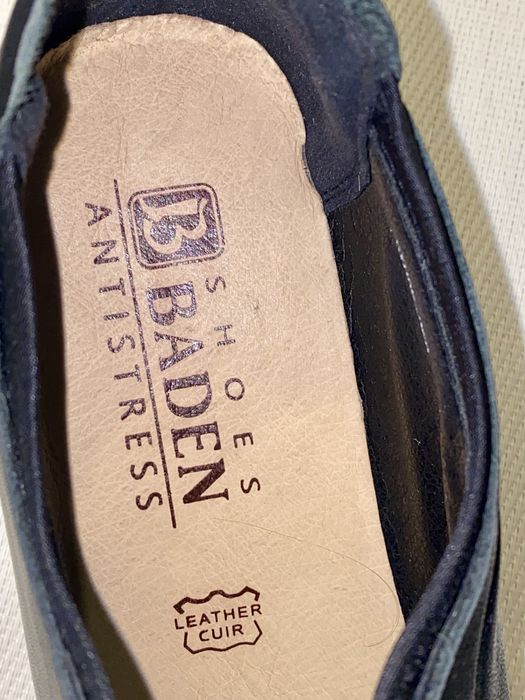 SHOES
B BADEN
ANTISTRESS
LEATHER
CUIR